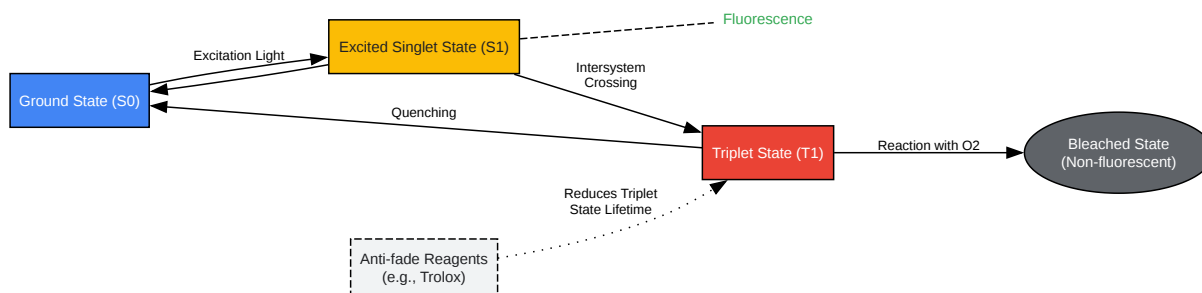 Fluorescence
Excited Singlet State (S1)
Excitation Light
Ground State (S0)
Intersystem
Crossing
Quenching
Triplet State (T1)
Reaction with O2
Bleached State
(Non-fluorescent)
Reduces Triplet
State Lifetime
Anti-fade Reagents
(e.g., Trolox)